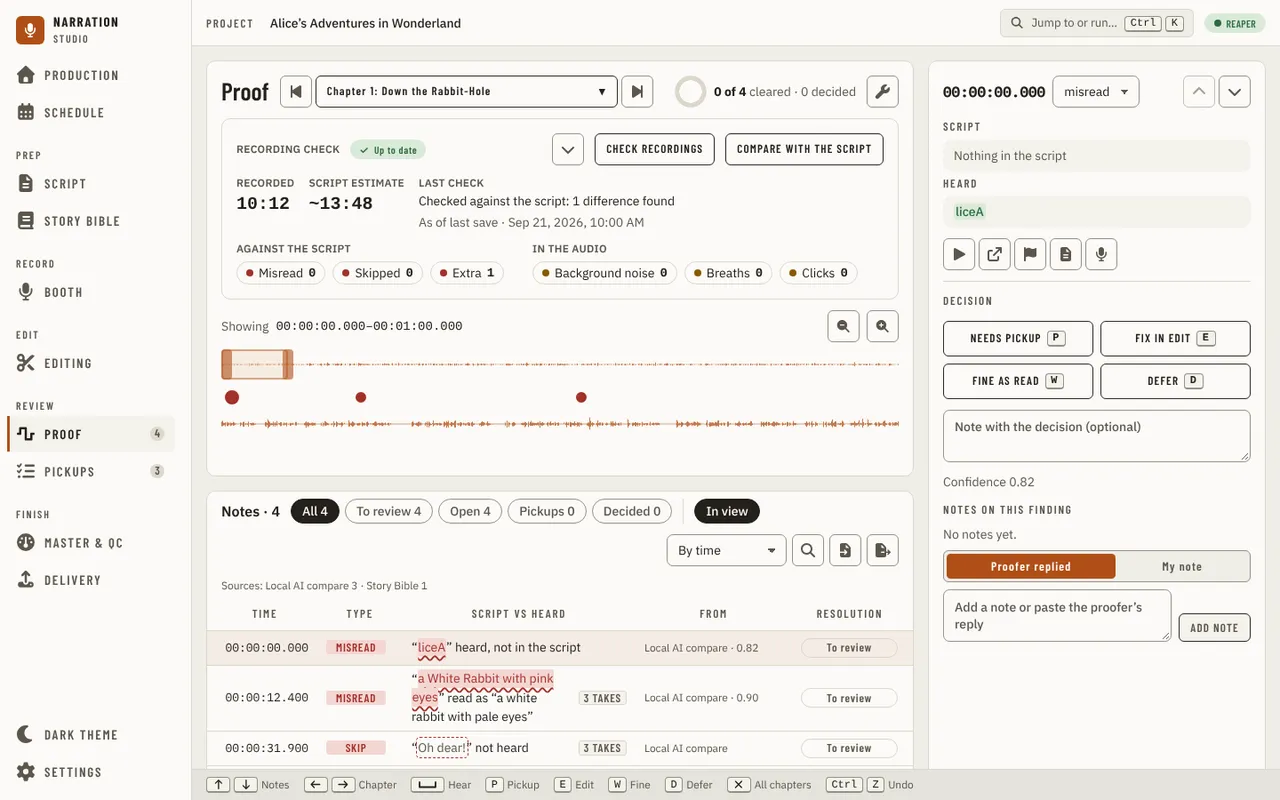 NARRATION
STUDIO
PRODUCTION
SCHEDULE
PREP
SCRIPT
STORY BIBLE
RECORD
BOOTH
EDIT
EDITING
REVIEW
PROOF 4
PICKUPS 3
FINISH
MASTER & QC
DELIVERY
DARK THEME
SETTINGS
PROJECT Alice's Adventures in Wonderland
Jump to or run… Ctrl K
REAPER
Proof
Chapter 1: Down the Rabbit-Hole
0 of 4 cleared · 0 decided
RECORDING CHECK Up to date
CHECK RECORDINGS COMPARE WITH THE SCRIPT
RECORDED SCRIPT ESTIMATE LAST CHECK
10:12 ~13:48 Checked against the script: 1 difference found
As of last save · Sep 21, 2026, 10:00 AM
AGAINST THE SCRIPT IN THE AUDIO
Misread 0 Skipped 0 Extra 1 Background noise 0 Breaths 0 Clicks 0
Showing 00:00:00.000–00:01:00.000
Notes · 4 All 4 To review 4 Open 4 Pickups 0 Decided 0 In view
By time
Sources: Local AI compare 3 · Story Bible 1
TIME TYPE SCRIPT VS HEARD FROM RESOLUTION
00:00:00.000 MISREAD “liceA” heard, not in the script Local AI compare · 0.82 To review
“a White Rabbit with pink
00:00:12.400 MISREAD eyes” read as “a white 3 TAKES Local AI compare · 0.90 To review
rabbit with pale eyes”
00:00:31.900 SKIP “Oh dear!” not heard 3 TAKES Local AI compare To review
00:00:00.000 misread
SCRIPT
Nothing in the script
HEARD
liceA
DECISION
NEEDS PICKUP P FIX IN EDIT E
FINE AS READ W DEFER D
Note with the decision (optional)
Confidence 0.82
NOTES ON THIS FINDING
No notes yet.
Proofer replied My note
Add a note or paste the proofer's
reply
ADD NOTE
↑ ↓ Notes ← → Chapter Hear P Pickup E Edit W Fine D Defer X All chapters Ctrl Z Undo